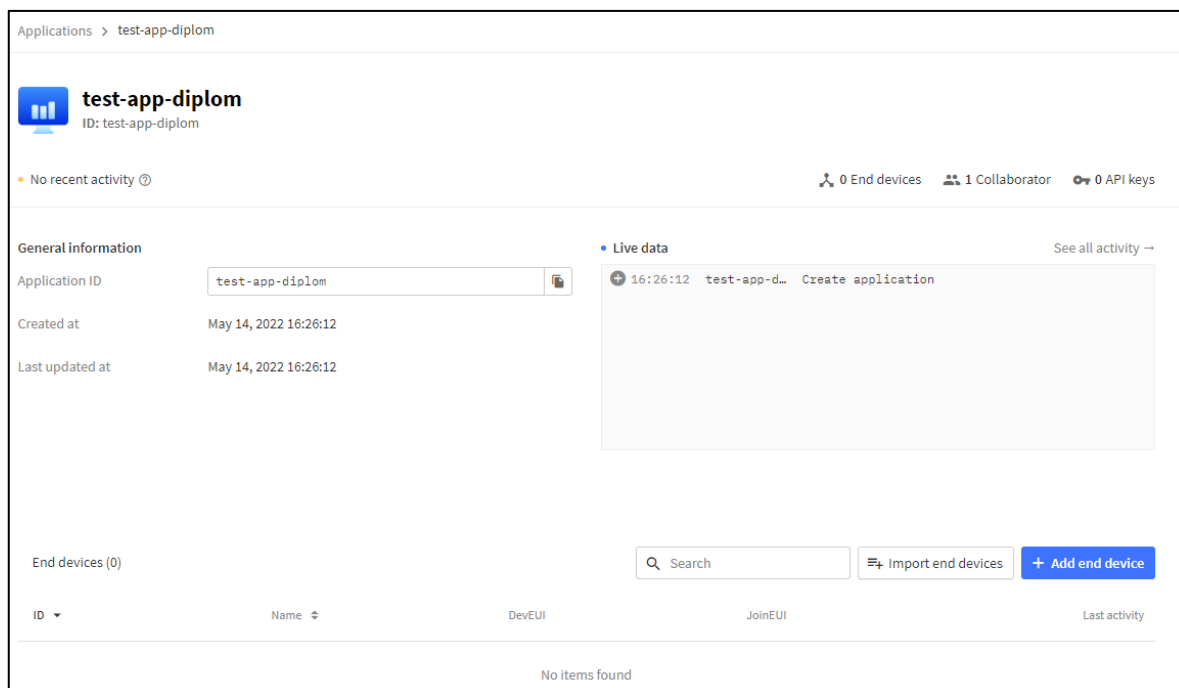 Applications > test-app-diplom
test-app-diplom
ID: test-app-diplom
No recent activity
0 End devices 1 Collaborator 0 API keys
General information
Application ID test-app-diplom
Created at May 14, 2022 16:26:12
Last updated at May 14, 2022 16:26:12
Live data See all activity →
16:26:12 test-app-d… Create application
End devices (0) Search Import end devices + Add end device
ID Name DevEUI JoinEUI Last activity
No items found